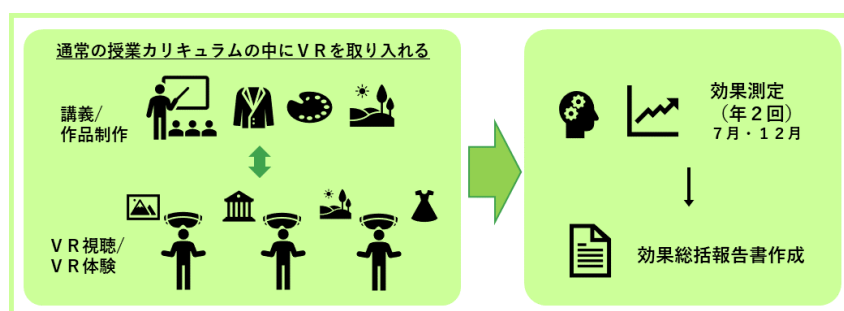 通常の授業カリキュラムの中にＶＲを取り入れる
講義/
作品制作
ＶＲ視聴/
ＶＲ体験
効果測定
（年２回）
７月・１２月
効果総括報告書作成